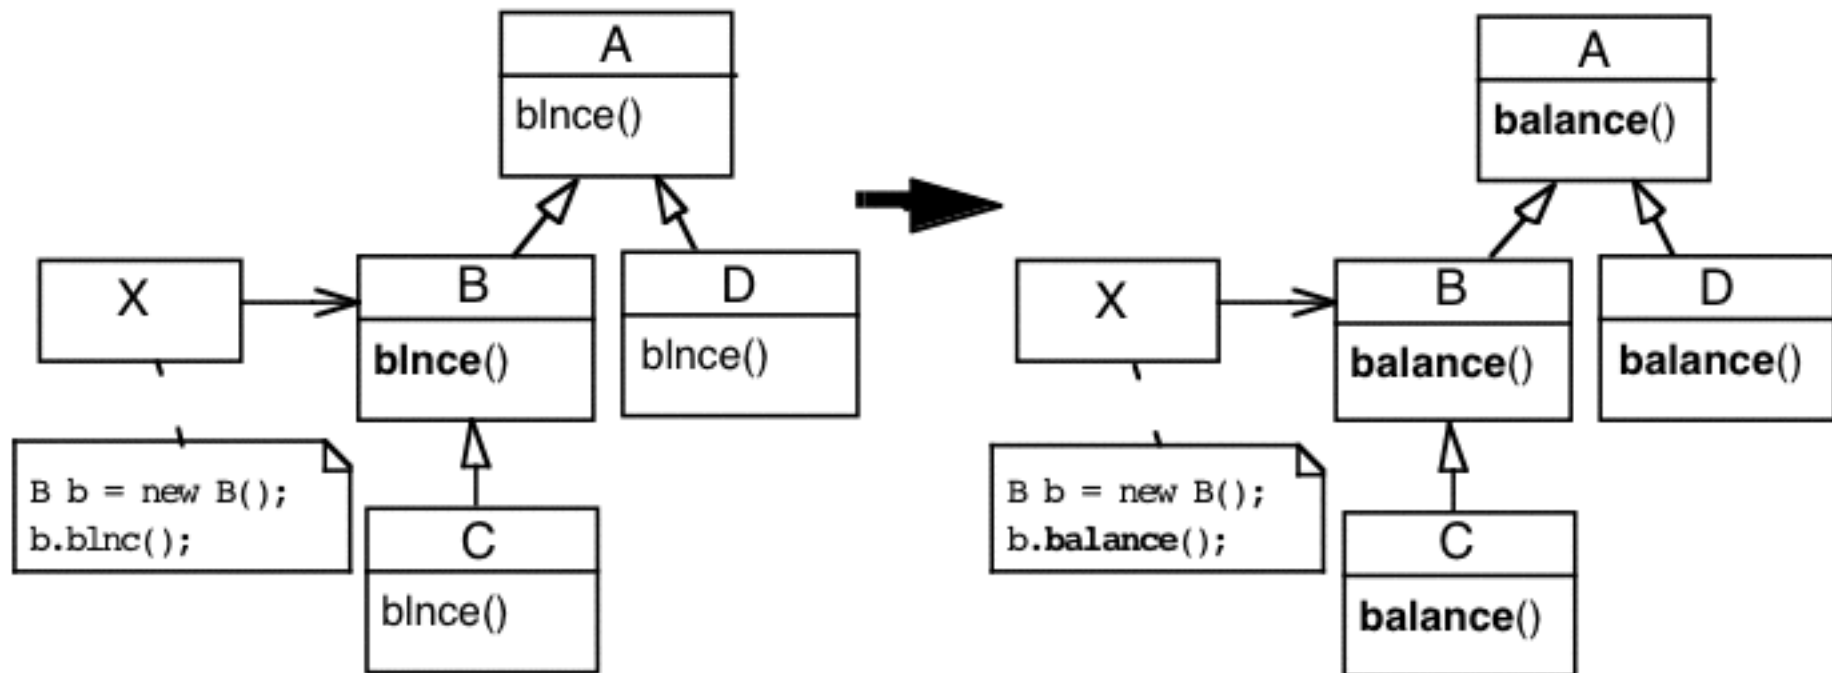 A
blnce()
X
B
blnce()
D
blnce()
B b = new B();
b.blnc();
C
blnce()
A
balance()
X
B
balance()
D
balance()
B b = new B();
b.balance();
C
balance()